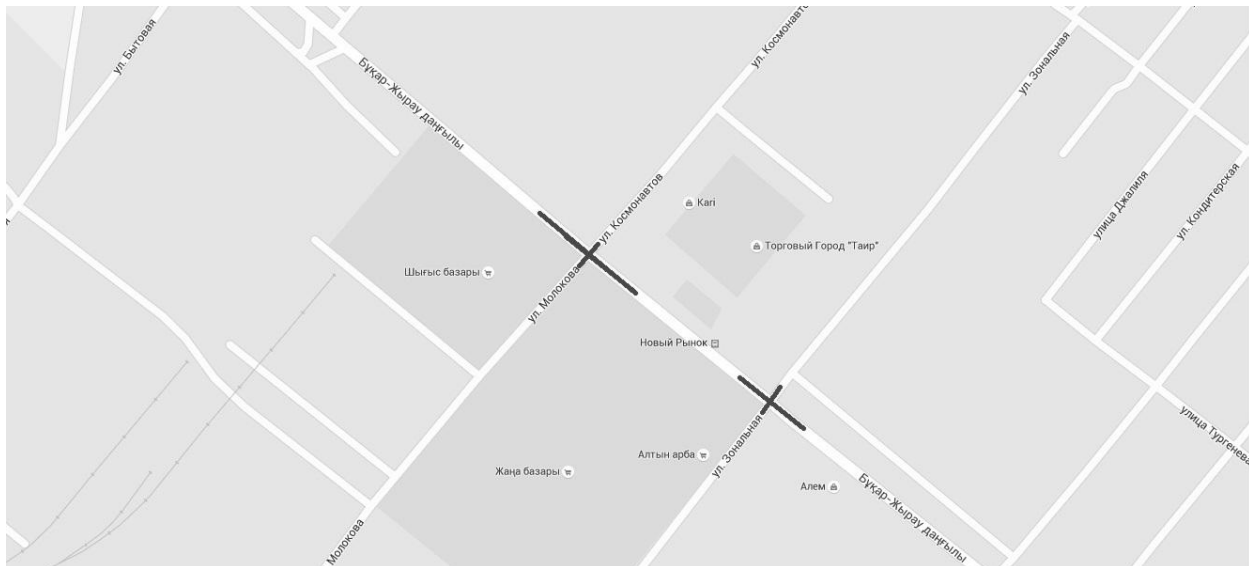 ул. Бытовая
Бұқар-Жырау даңғылы
ул. Космонавтов
ул. Зональная
ул. Космонавтов
Kari
Торговый Город "Таир"
улица Джалиля
ул. Кондитерская
Шығыс базары
ул. Молокова
Новый Рынок
Алтын арба
ул. Зональная
Жаңа базары
Алем
Бұқар-Жырау даңғылы
улица Тургенева
Молокова